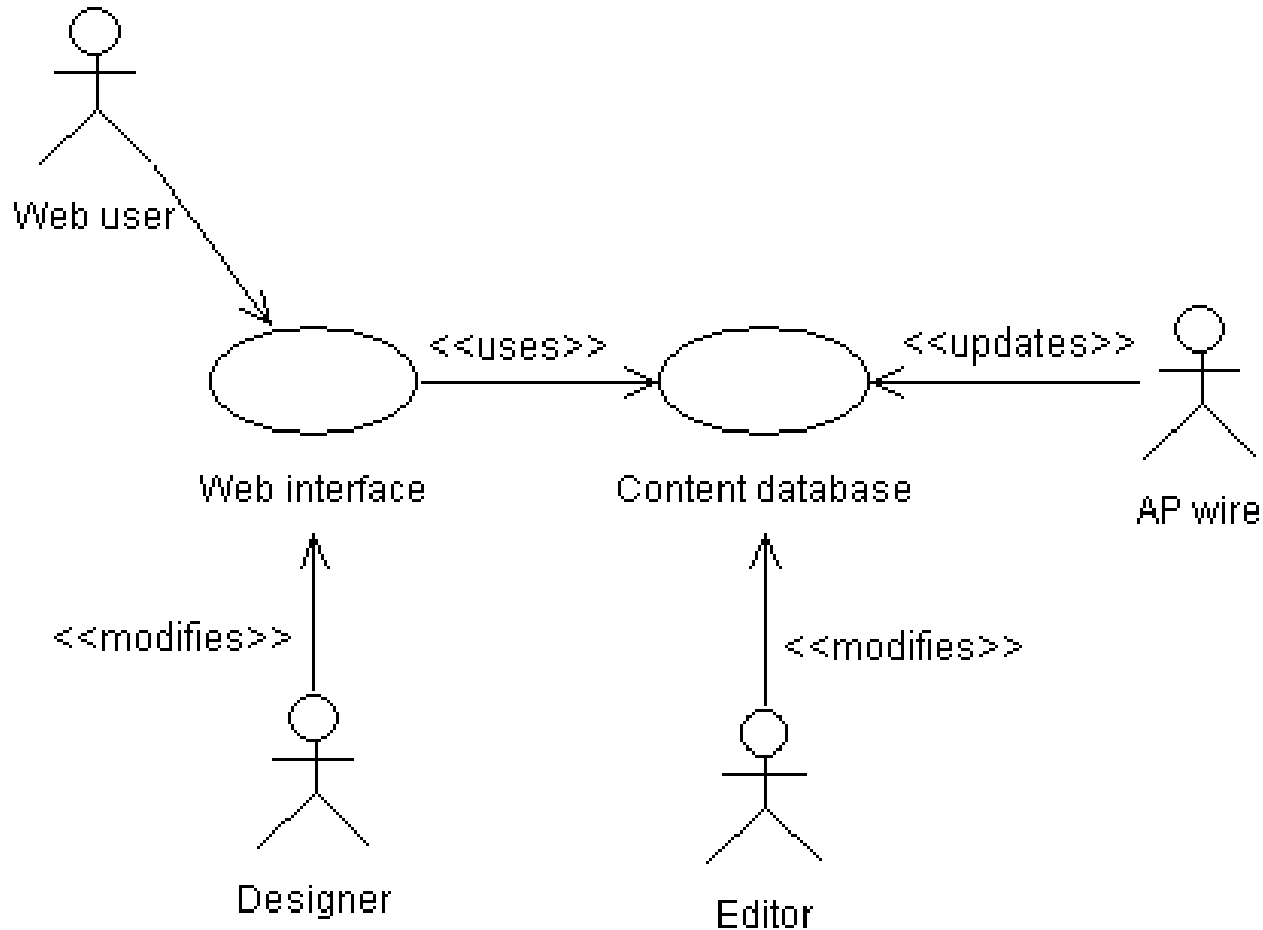 Web user
<<uses>>
<<updates>>
Web interface
Content database
AP wire
<<modifies>>
<<modifies>>
Designer
Editor